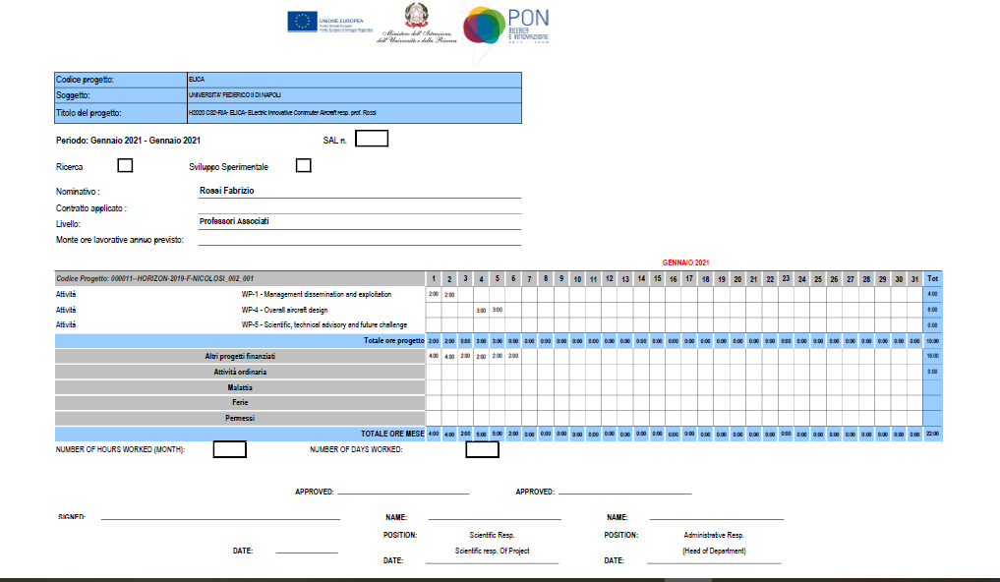 UNIONE EUROPEA
Fondo Sociale Europeo
Fondo Europeo di Sviluppo Regionale
Ministero dell'Istruzione,
dell'Università e della Ricerca
PON
RICERCA
E INNOVAZIONE
Codice progetto: ELICA
Soggetto: UNIVERSITA' FEDERICO II DI NAPOLI
Titolo del progetto: H2020 CS2-RIA- ELICA- ELectric Innovative Commuter Aircraft resp. prof. Rossi
Periodo: Gennaio 2021 - Gennaio 2021 SAL n.
Ricerca Sviluppo Sperimentale
Nominativo : Rossi Fabrizio
Contratto applicato :
Livello: Professori Associati
Monte ore lavorative annuo previsto:
GENNAIO 2021
Codice Progetto: 000011--HORIZON-2019-F-NICOLOSI_002_001 1 2 3 4 5 6 7 8 9 10 11 12 13 14 15 16 17 18 19 20 21 22 23 24 25 26 27 28 29 30 31 Tot
Attività WP-1 - Management dissemination and exploitation 2:00 2:00 4:00
Attività WP-4 - Overall aircraft design 3:00 3:00 6:00
Attività WP-5 - Scientific, technical advisory and future challenge 0:00
Totale ore progetto 2:00 2:00 0:00 3:00 3:00 0:00 0:00 0:00 0:00 0:00 0:00 0:00 0:00 0:00 0:00 0:00 0:00 0:00 0:00 0:00 0:00 0:00 0:00 0:00 0:00 0:00 0:00 0:00 0:00 0:00 0:00 10:00
Altri progetti finanziati 4:00 4:00 2:00 2:00 2:00 2:00 16:00
Attività ordinaria 0:00
Malattia
Ferie
Permessi
TOTALE ORE MESE 4:00 4:00 2:00 5:00 5:00 2:00 0:00 0:00 0:00 0:00 0:00 0:00 0:00 0:00 0:00 0:00 0:00 0:00 0:00 0:00 0:00 0:00 0:00 0:00 0:00 0:00 0:00 0:00 0:00 0:00 0:00 22:00
NUMBER OF HOURS WORKED (MONTH): NUMBER OF DAYS WORKED:
APPROVED: APPROVED:
SIGNED: NAME: NAME:
POSITION: Scientific Resp. POSITION: Administrative Resp.
DATE: Scientific resp. Of Project (Head of Department)
DATE: DATE: